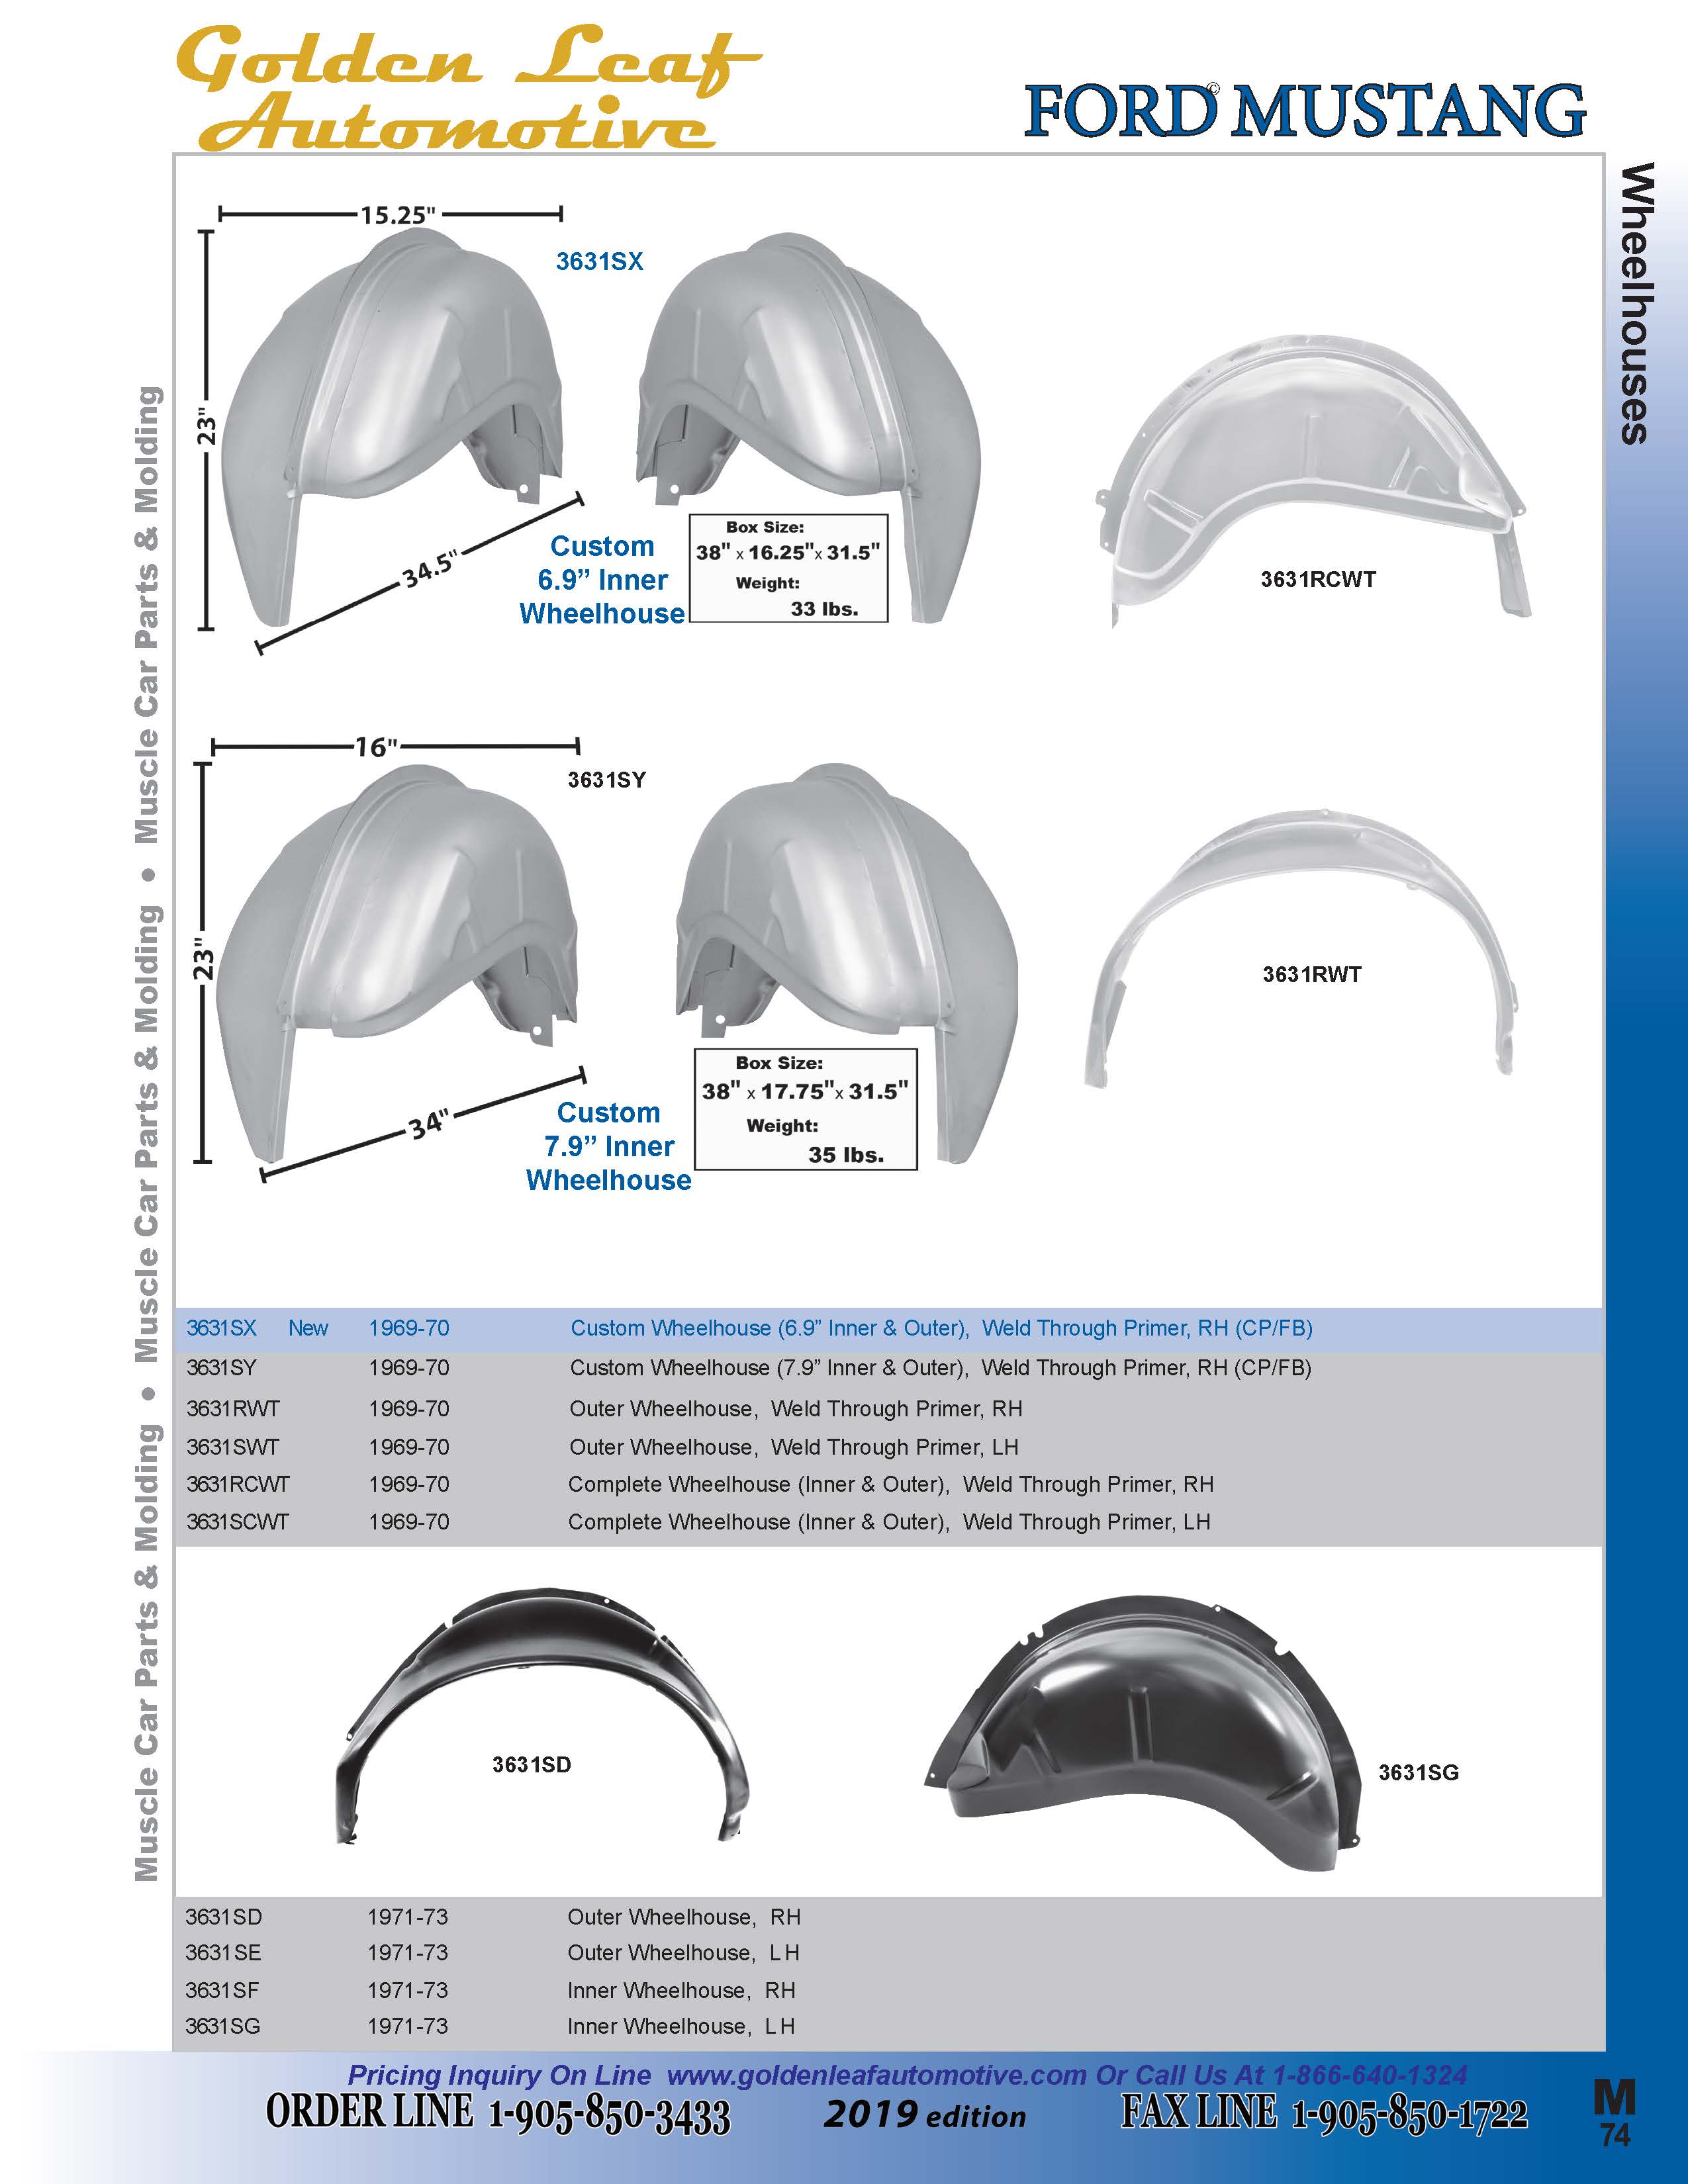 Golden Leaf
Automotive
FORD© MUSTANG
Wheelhouses
Muscle Car Parts & Molding • Muscle Car Parts & Molding • Muscle Car Parts & Molding
15.25"
23"
34.5"
3631SX
Custom
6.9” Inner
Wheelhouse
Box Size:
38" x 16.25" x 31.5"
Weight:
33 lbs.
3631RCWT
16"
23"
34"
3631SY
Custom
7.9” Inner
Wheelhouse
Box Size:
38" x 17.75" x 31.5"
Weight:
35 lbs.
3631RWT
3631SX New 1969-70 Custom Wheelhouse (6.9” Inner & Outer), Weld Through Primer, RH (CP/FB)
3631SY 1969-70 Custom Wheelhouse (7.9” Inner & Outer), Weld Through Primer, RH (CP/FB)
3631RWT 1969-70 Outer Wheelhouse, Weld Through Primer, RH
3631SWT 1969-70 Outer Wheelhouse, Weld Through Primer, LH
3631RCWT 1969-70 Complete Wheelhouse (Inner & Outer), Weld Through Primer, RH
3631SCWT 1969-70 Complete Wheelhouse (Inner & Outer), Weld Through Primer, LH
3631SD
3631SG
3631SD 1971-73 Outer Wheelhouse, RH
3631SE 1971-73 Outer Wheelhouse, LH
3631SF 1971-73 Inner Wheelhouse, RH
3631SG 1971-73 Inner Wheelhouse, LH
Pricing Inquiry On Line www.goldenleafautomotive.com Or Call Us At 1-866-640-1324
ORDER LINE 1-905-850-3433 2019 edition FAX LINE 1-905-850-1722
M
74